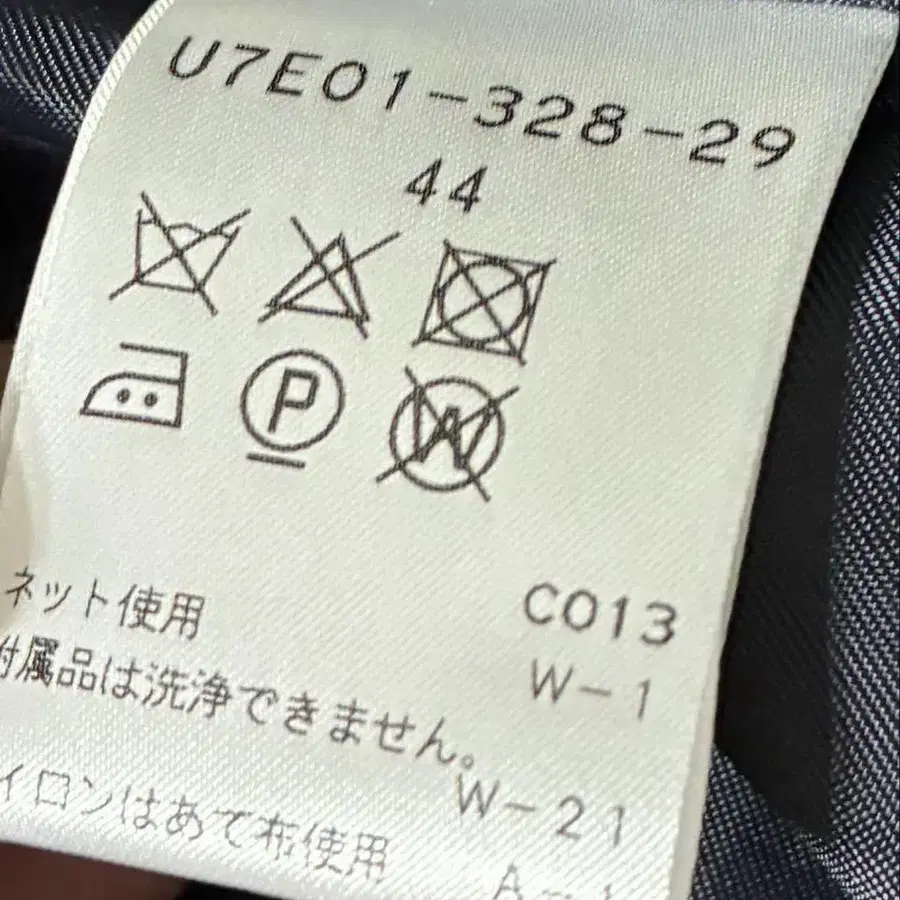 U7E01-328-29
44
P
W
ネット使用
C013
W-1
付属品は洗浄できません。
W-21
イロンはあて布使用